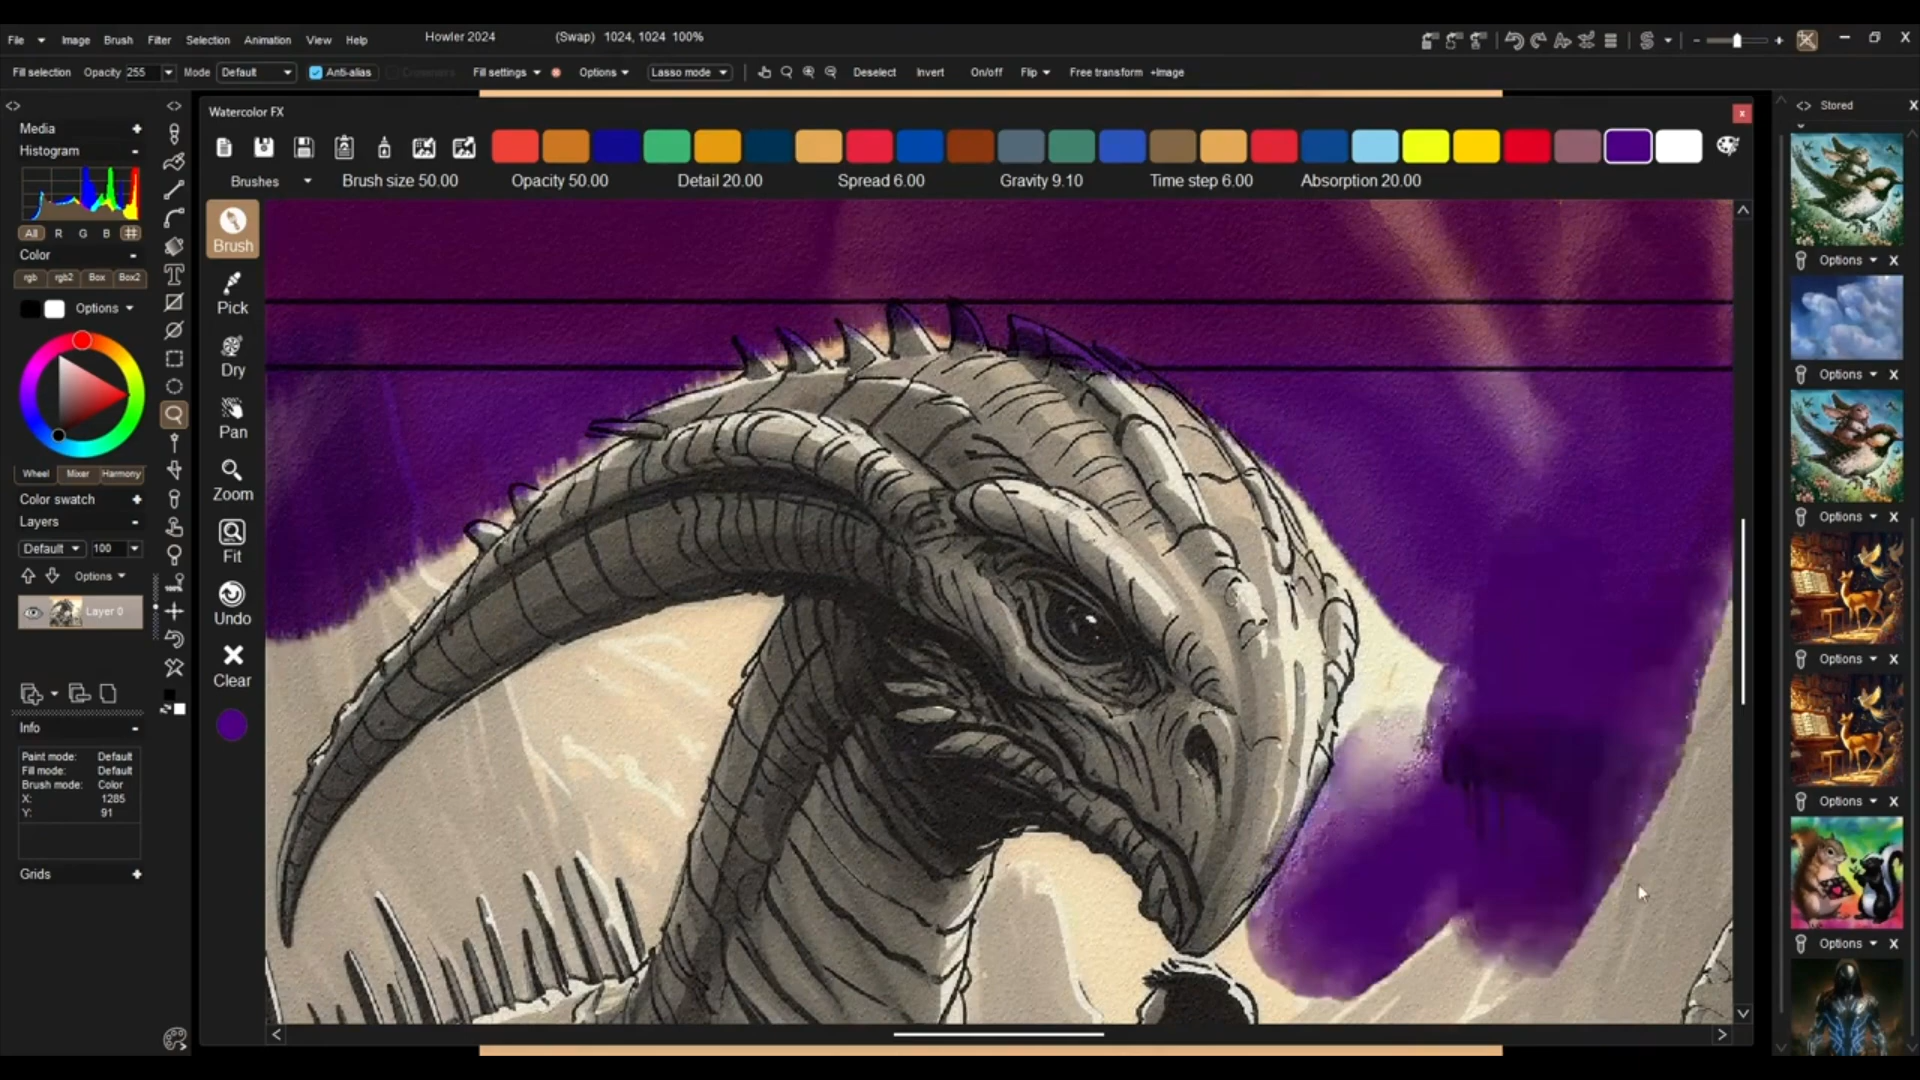 File Image Brush Filter Selection Animation View Help Howler 2024 (Swap) 1024, 1024 100%
Fill selection Opacity 255 Mode Default Anti-alias Fill settings Options Lasso mode Deselect Invert On/off Flip Free transform +Image
Media
Histogram
All R G B
Color
rgb rgb2 Box Box2
Options
Wheel Mixer Harmony
Color swatch
Layers
Default 100
Options
Layer 0
Info
Paint mode: Default
Fill mode: Default
Brush mode: Color
X: 1285
Y: 91
Grids
100%
Watercolor FX
x
Brushes Brush size 50.00 Opacity 50.00 Detail 20.00 Spread 6.00 Gravity 9.10 Time step 6.00 Absorption 20.00
Brush
Pick
Dry
Pan
Zoom
Fit
Undo
Clear
Stored X
Options X
Options X
Options X
Options X
Options X
Options X